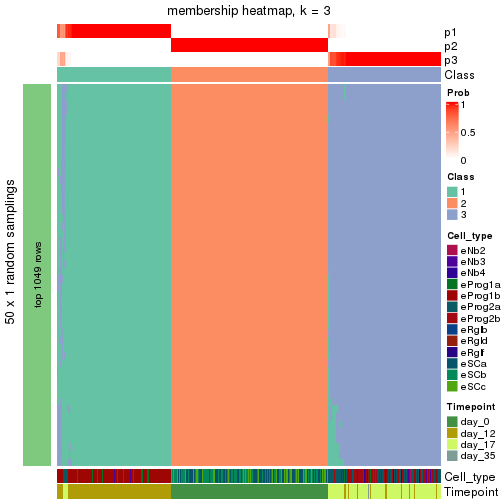 membership heatmap, k = 3
p1
p2
p3
Class
50 x 1 random samplings
top 1049 rows
Prob
1
0.5
0
Class
1
2
3
Cell_type
eNb2
eNb3
eNb4
eProg1a
eProg1b
eProg2a
eProg2b
eRglb
eRgld
eRglf
eSCa
eSCb
eSCc
Timepoint
day_0
day_12
day_17
day_35
Cell_type
Timepoint